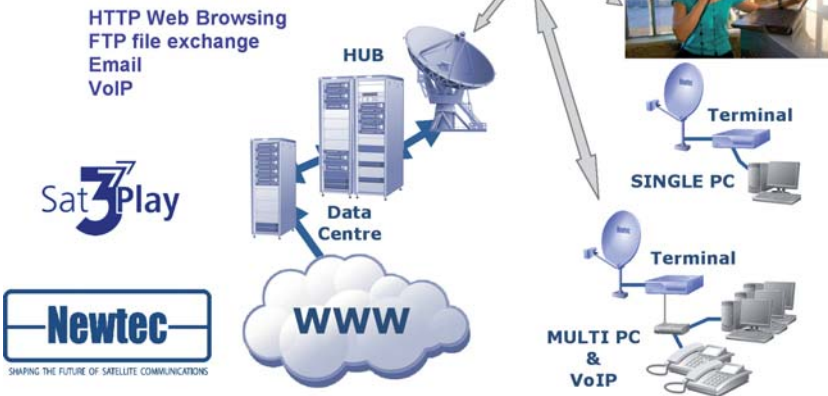 HTTP Web Browsing
FTP file exchange
Email
VoIP
HUB
Terminal
SINGLE PC
Sat3Play
Data
Centre
Terminal
WWW
Newtec
SHAPING THE FUTURE OF SATELLITE COMMUNICATIONS
MULTI PC
&
VoIP